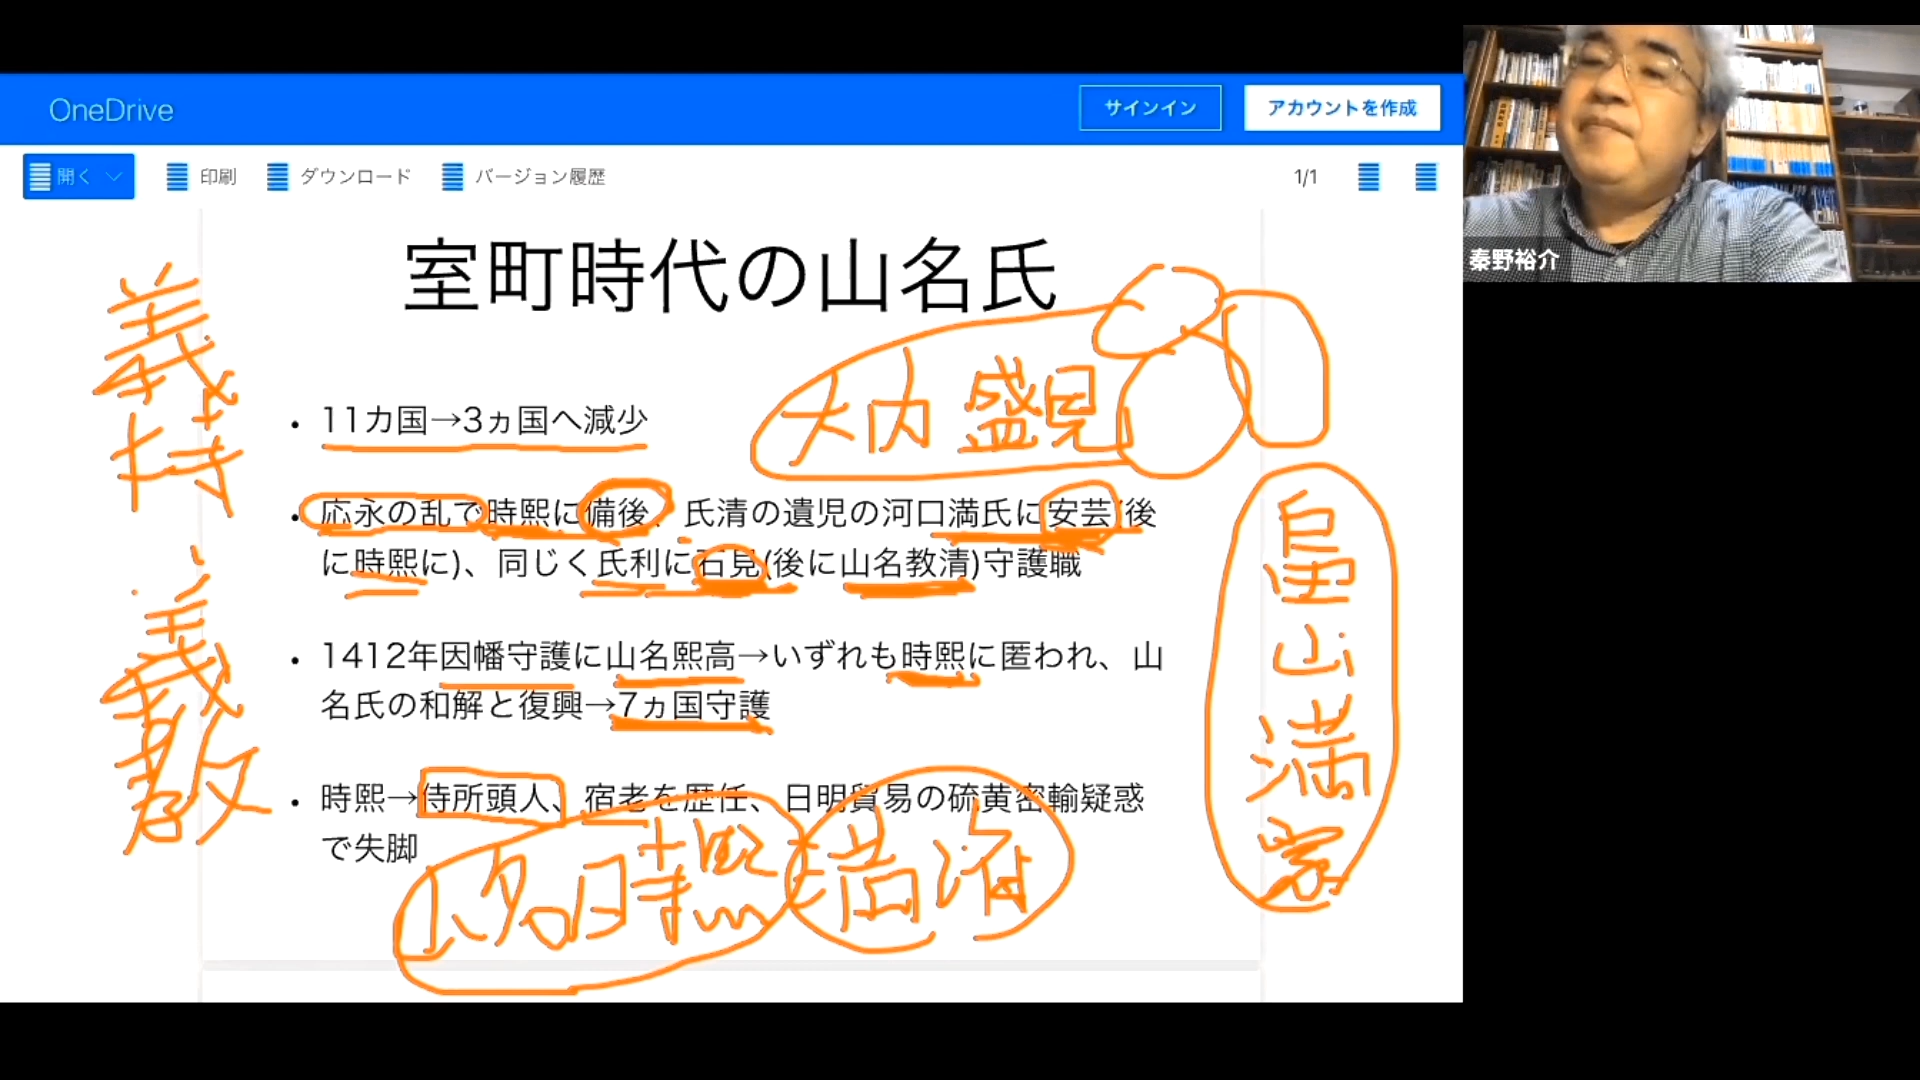 OneDrive
サインイン
アカウントを作成
開く
印刷
ダウンロード
バージョン履歴
1/1
秦野裕介
室町時代の山名氏
義持
義教
大内盛見
畠山満家
・11カ国→3ヵ国へ減少
・応永の乱で時熙に備後、氏清の遺児の河口満氏に安芸(後
に時熙に)、同じく氏利に石見(後に山名教清)守護職
・1412年因幡守護に山名熙高→いずれも時熙に匿われ、山
名氏の和解と復興→7ヵ国守護
・時熙→侍所頭人、宿老を歴任、日明貿易の硫黄密輸疑惑
で失脚
山名時熙
満済